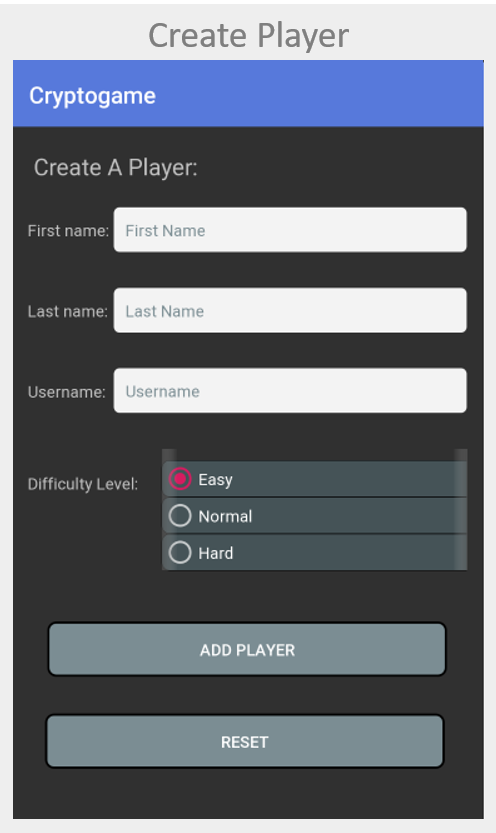 Create Player
Cryptogame
Create A Player:
First name: First Name
Last name: Last Name
Username: Username
Difficulty Level:
Easy
Normal
Hard
ADD PLAYER
RESET